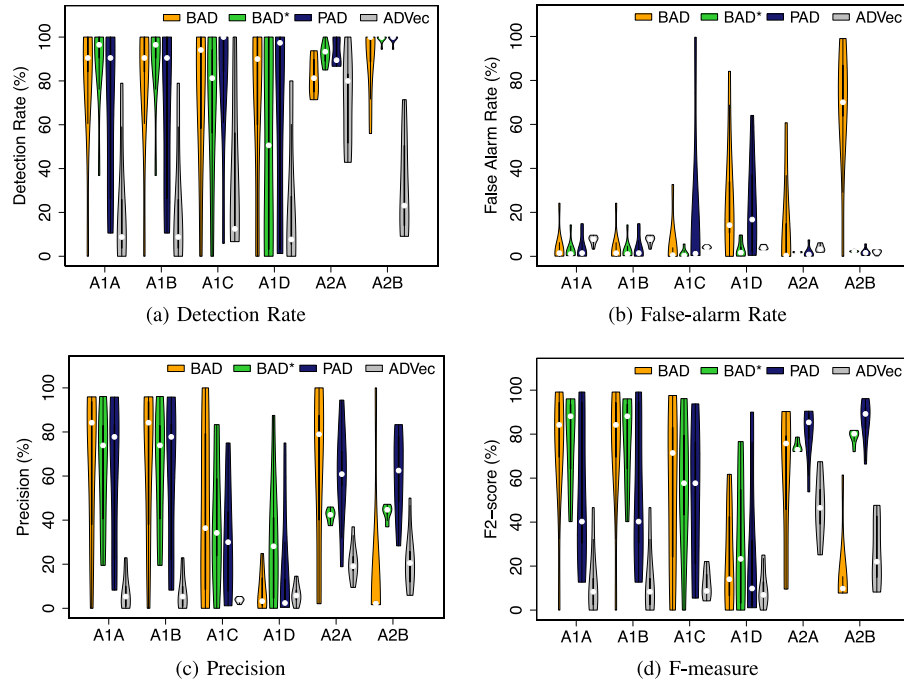 BAD BAD* PAD ADVec
Detection Rate (%)
100
80
60
40
20
0
A1A A1B A1C A1D A2A A2B
(a) Detection Rate
BAD BAD* PAD ADVec
False Alarm Rate (%)
100
80
60
40
20
0
A1A A1B A1C A1D A2A A2B
(b) False-alarm Rate
BAD BAD* PAD ADVec
Precision (%)
100
80
60
40
20
0
A1A A1B A1C A1D A2A A2B
(c) Precision
BAD BAD* PAD ADVec
F2−score (%)
100
80
60
40
20
0
A1A A1B A1C A1D A2A A2B
(d) F-measure